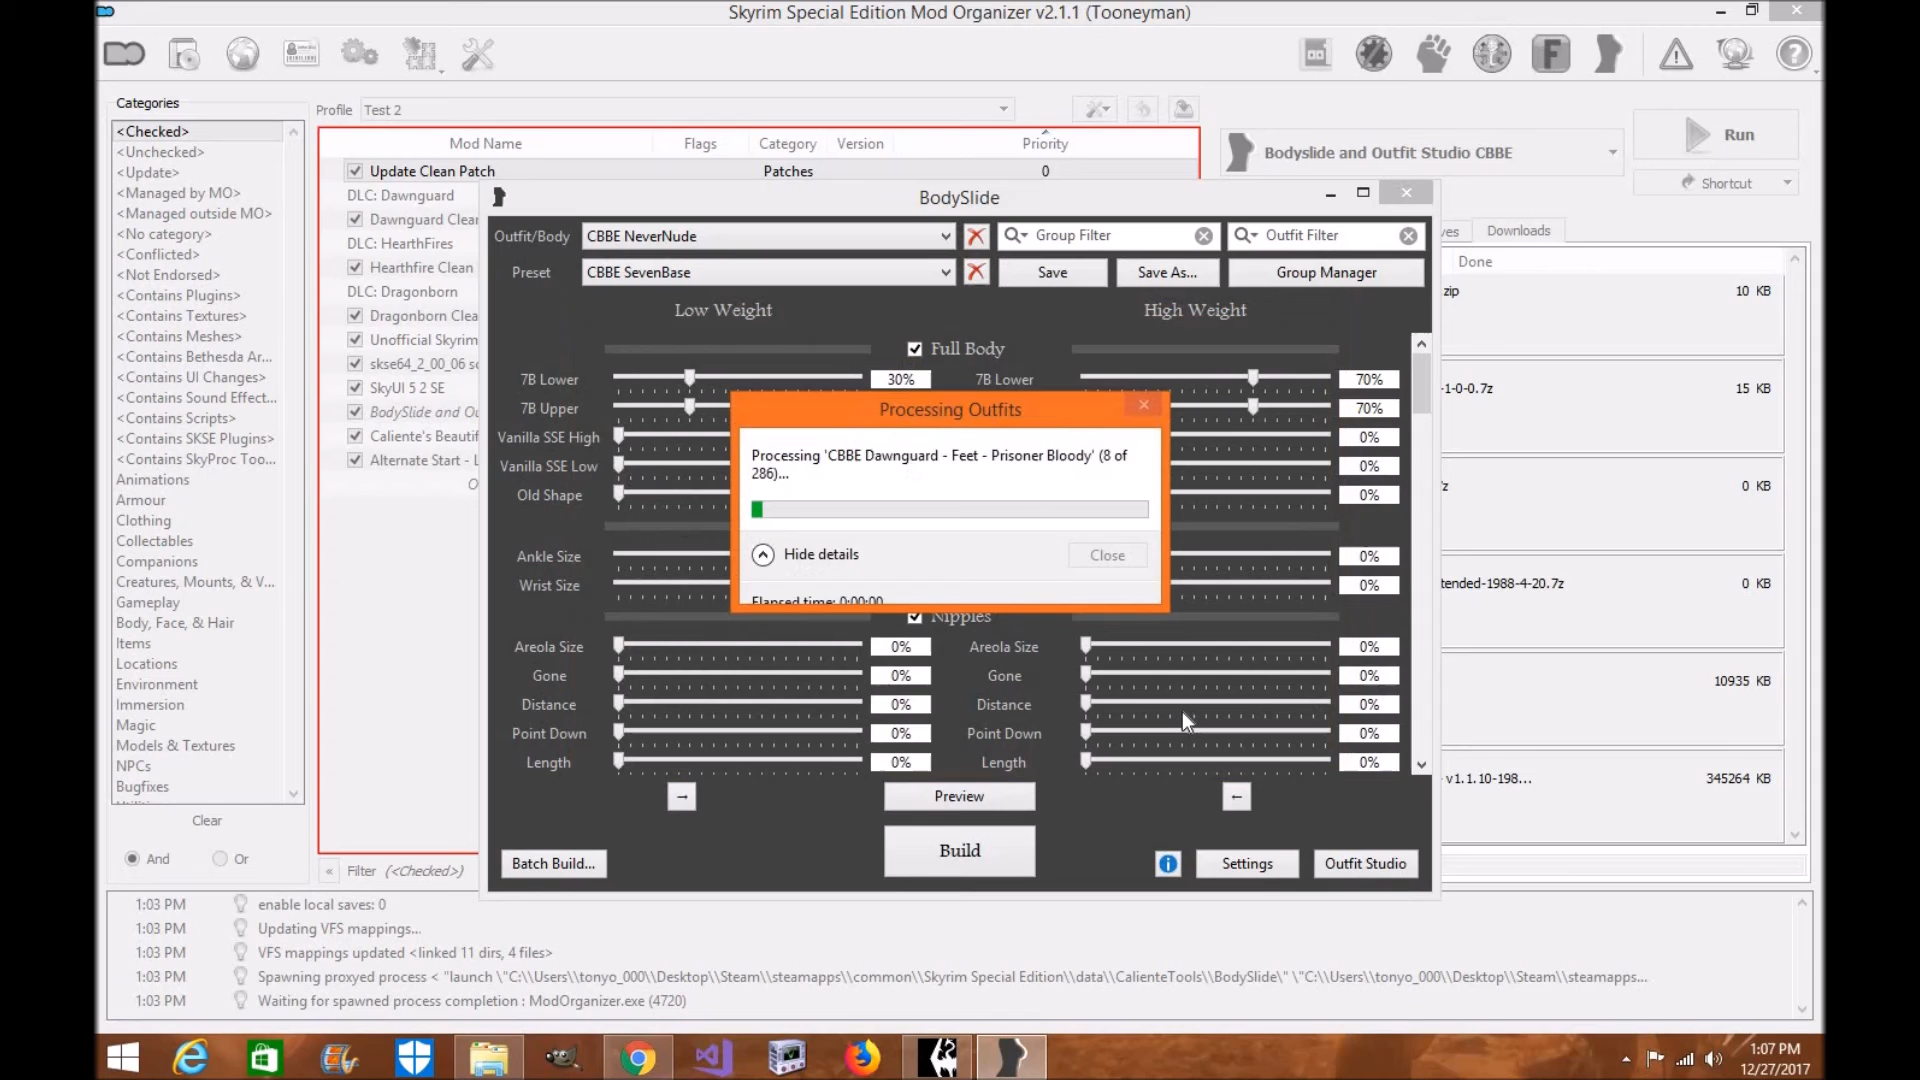 Skyrim Special Edition Mod Organizer v2.1.1 (Tooneyman)
Categories
<Checked>
<Unchecked>
<Update>
<Managed by MO>
<Managed outside MO>
<No category>
<Conflicted>
<Not Endorsed>
<Contains Plugins>
<Contains Textures>
<Contains Meshes>
<Contains Bethesda Ar...
<Contains UI Changes>
<Contains Sound Effect...
<Contains Scripts>
<Contains SKSE Plugins>
<Contains SkyProc Too...
Animations
Armour
Clothing
Collectables
Companions
Creatures, Mounts, & V...
Gameplay
Body, Face, & Hair
Items
Locations
Environment
Immersion
Magic
Models & Textures
NPCs
Bugfixes
Clear
And Or
Profile Test 2
Mod Name Flags Category Version Priority
Update Clean Patch Patches 0
DLC: Dawnguard
Dawnguard Clea
DLC: HearthFires
Hearthfire Clean
DLC: Dragonborn
Dragonborn Clea
Unofficial Skyrim
skse64_2_00_06 se
SkyUI 5 2 SE
BodySlide and Ou
Caliente's Beautif
Alternate Start - L
O
« Filter (<Checked>)
Bodyslide and Outfit Studio CBBE
Run
Shortcut
ves Downloads
Done
zip 10 KB
-1-0-0.7z 15 KB
z 0 KB
tended-1988-4-20.7z 0 KB
10935 KB
v1.1.10-198... 345264 KB
BodySlide
Outfit/Body CBBE NeverNude Group Filter Outfit Filter
Preset CBBE SevenBase Save Save As... Group Manager
Low Weight High Weight
Full Body
7B Lower 30% 7B Lower 70%
7B Upper 70%
Vanilla SSE High 0%
Vanilla SSE Low 0%
Old Shape 0%
Ankle Size 0%
Wrist Size 0%
Processing Outfits
Processing 'CBBE Dawnguard - Feet - Prisoner Bloody' (8 of
286)...
Hide details Close
Elapsed time: 0:00:00
Nipples
Areola Size 0% Areola Size 0%
Gone 0% Gone 0%
Distance 0% Distance 0%
Point Down 0% Point Down 0%
Length 0% Length 0%
→ Preview ←
Batch Build... Build Settings Outfit Studio
1:03 PM enable local saves: 0
1:03 PM Updating VFS mappings...
1:03 PM VFS mappings updated <linked 11 dirs, 4 files>
1:03 PM Spawning proxyed process < "launch \"C:\\Users\\tonyo_000\\Desktop\\Steam\\steamapps\\common\\Skyrim Special Edition\\data\\CalienteTools\\BodySlide\" \"C:\\Users\\tonyo_000\\Desktop\\Steam\\steamapps...
1:03 PM Waiting for spawned process completion : ModOrganizer.exe (4720)
1:07 PM
12/27/2017